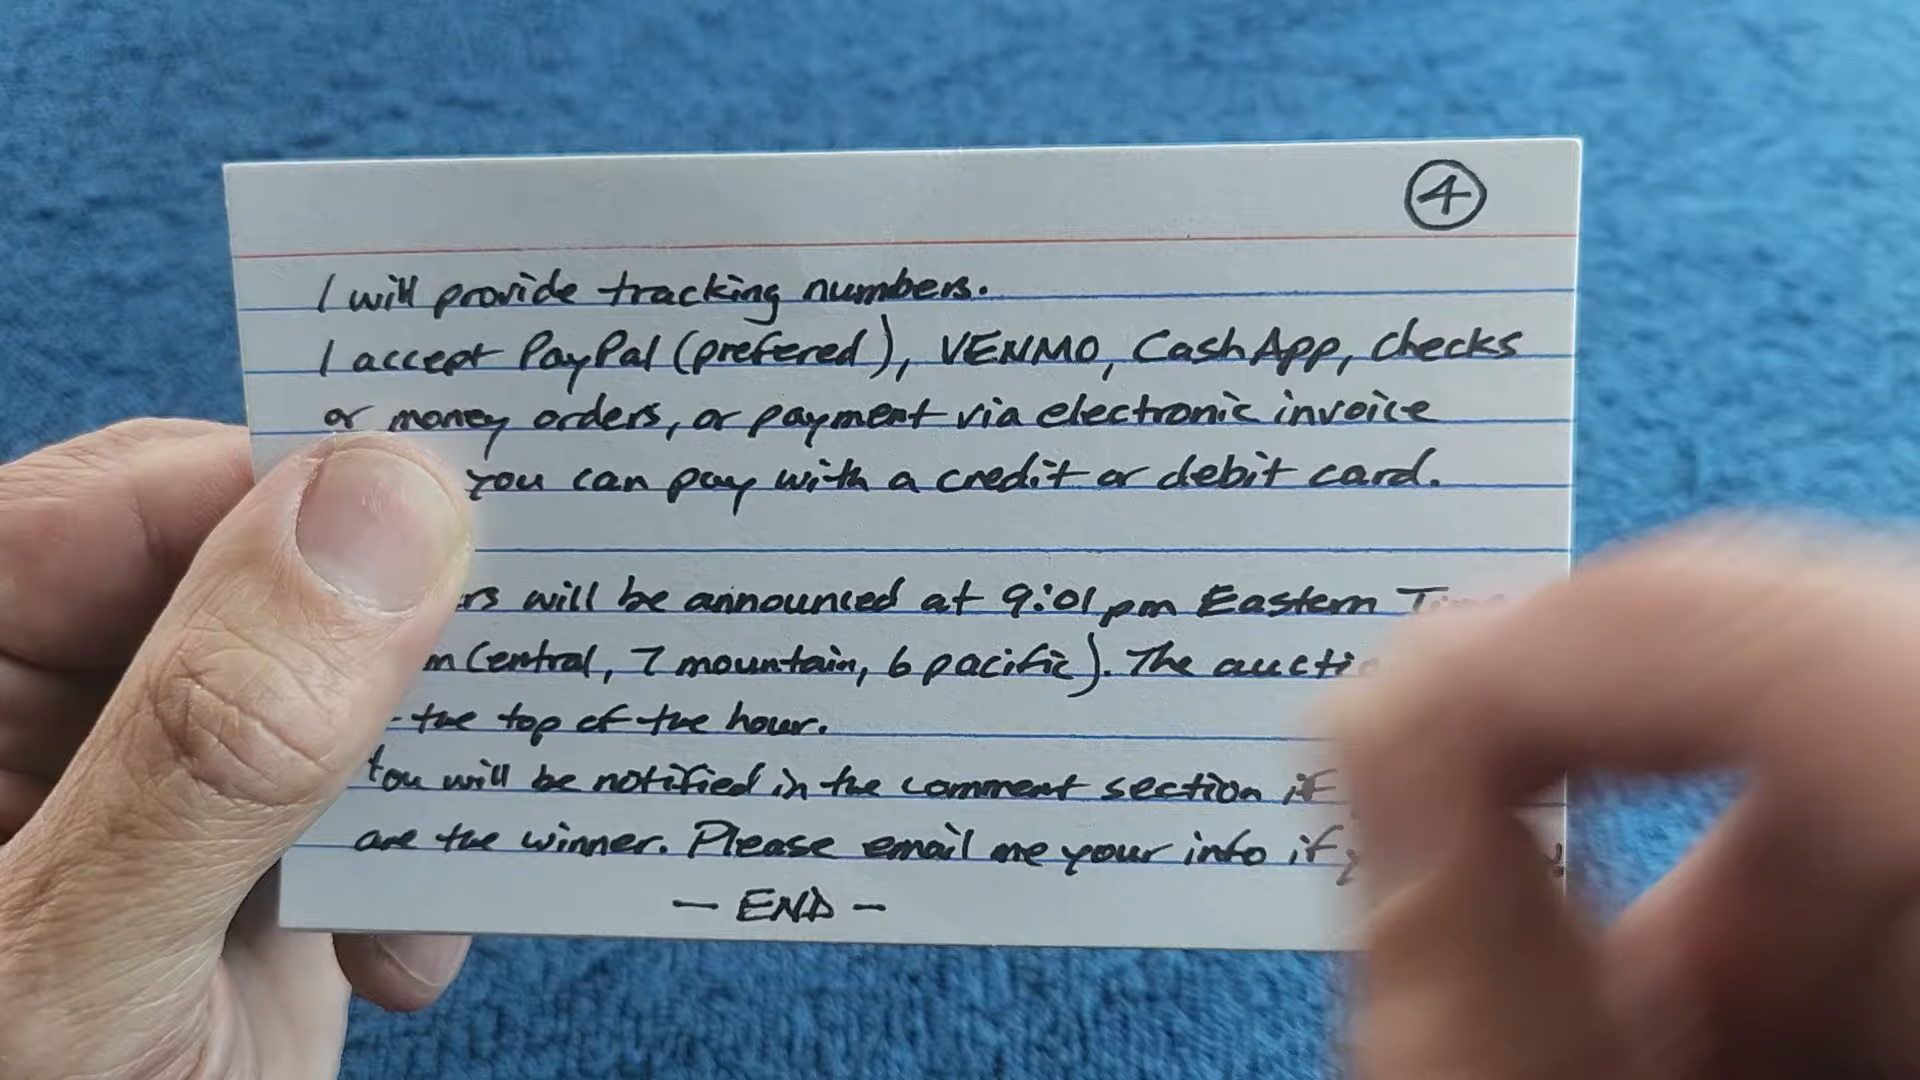 4
I will provide tracking numbers.
I accept PayPal (prefered), VENMO, CashApp, checks
or money orders, or payment via electronic invoice
you can pay with a credit or debit card.
will be announced at 9:01 pm Eastern
Central, 7 mountain, 6 pacific). The
the top of the hour.
You will be notified in the comment section if
are the winner. Please email me your info if
— END —